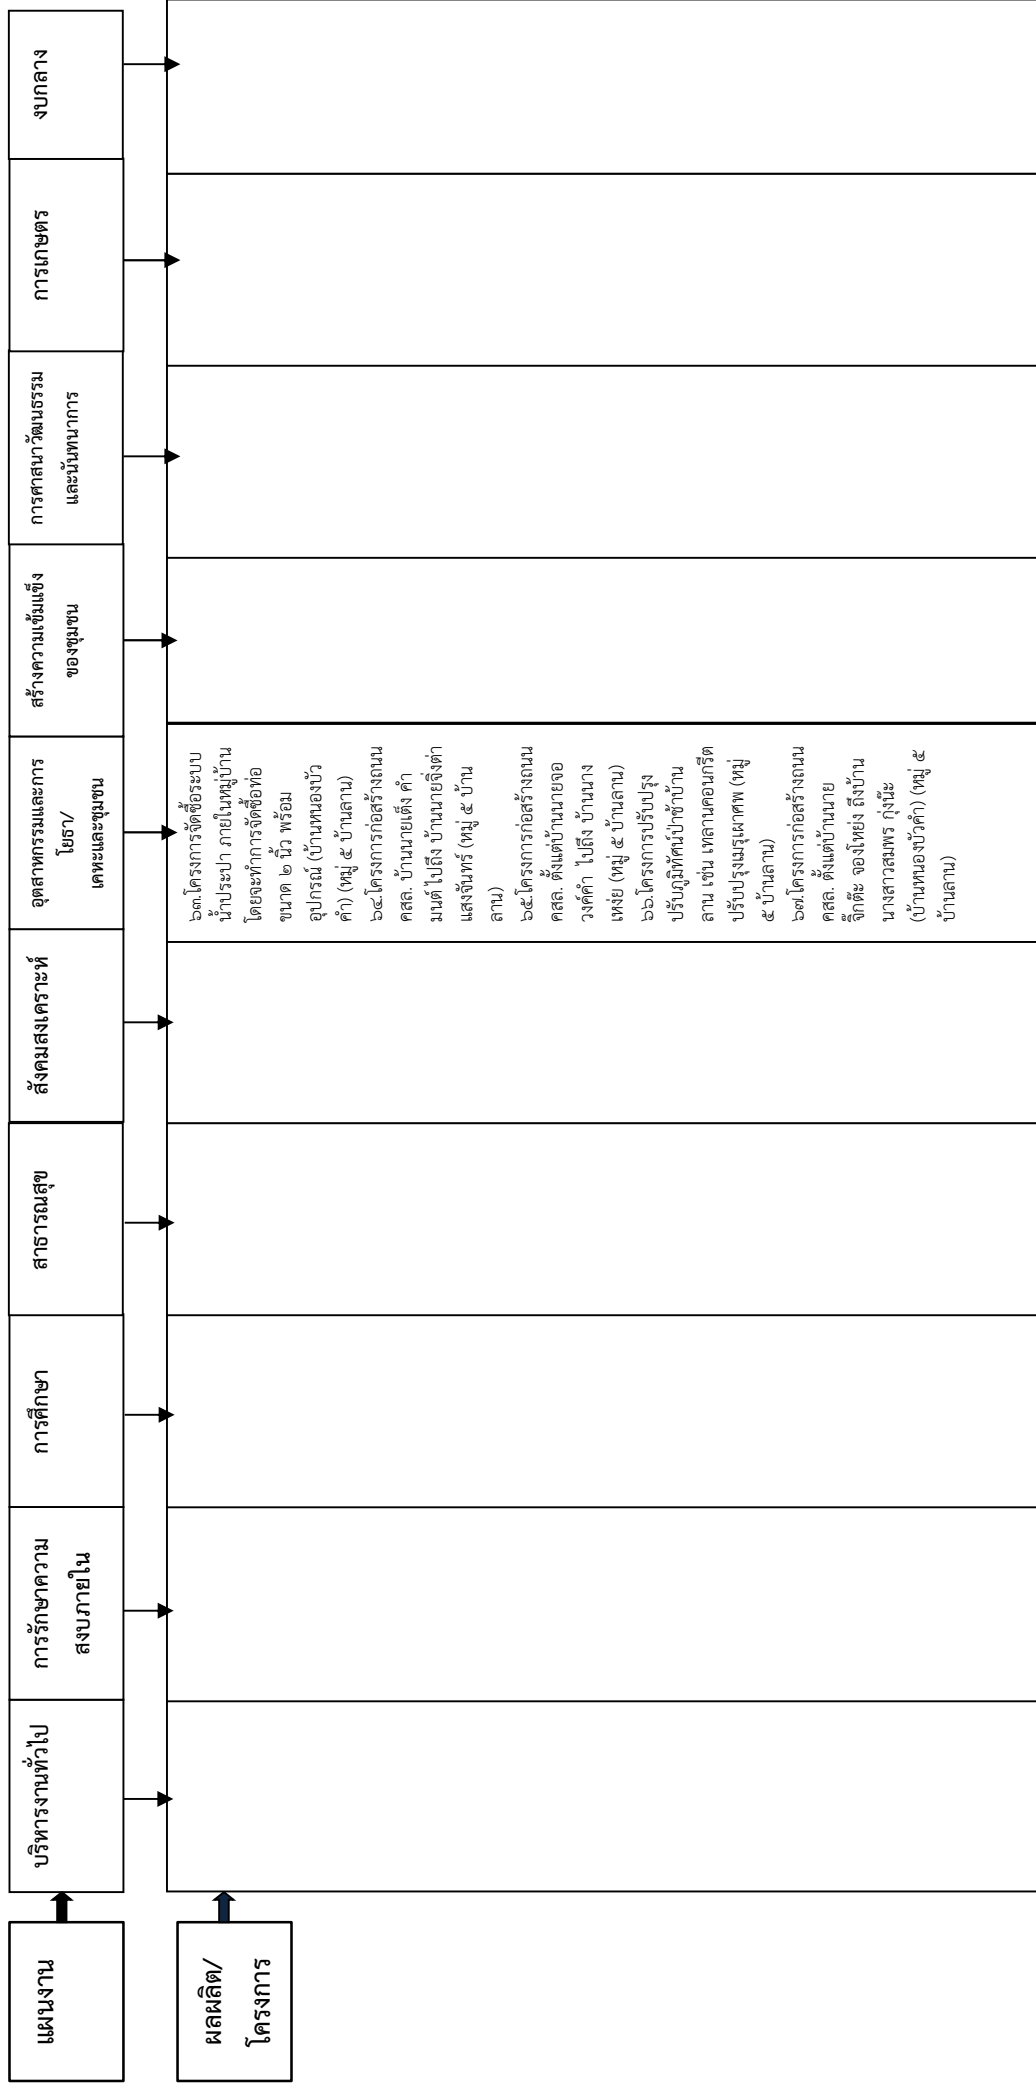 แผนงาน
บริหารงานทั่วไป
การรักษาความ
สงบภายใน
การศึกษา
สาธารณสุข
สังคมสงเคราะห์
อุตสาหกรรมและการ
โยธา/
เคหะและชุมชน
สร้างความเข้มแข็ง
ของชุมชน
การศาสนาวัฒนธรรม
และนันทนาการ
การเกษตร
งบกลาง
ผลผลิต/
โครงการ
๖๓.โครงการจัดซื้อระบบ
น้ำประปา ภายในหมู่บ้าน
โดยจะทำการจัดซื้อท่อ
ขนาด ๒ นิ้ว พร้อม
อุปกรณ์ (บ้านหนองบัว
คำ) (หมู่ ๕ บ้านลาน)
๖๔.โครงการก่อสร้างถนน
คสล. บ้านนายเต็ง คำ
มนต์ ไปถึง บ้านนายจิ่งต่า
แสงจันทร์ (หมู่ ๕ บ้าน
ลาน)
๖๕.โครงการก่อสร้างถนน
คสล. ตั้งแต่บ้านนายจอ
วงค์คำ ไปถึง บ้านนาง
เหง่ย (หมู่ ๕ บ้านลาน)
๖๖.โครงการปรับปรุง
ปรับภูมิทัศน์ป่าช้าบ้าน
ลาน เช่น เทลานคอนกรีต
ปรับปรุงเมรุเผาศพ (หมู่
๕ บ้านลาน)
๖๗.โครงการก่อสร้างถนน
คสล. ตั้งแต่บ้านนาย
จิ๊กต๊ะ จองโหย่ง ถึงบ้าน
นางสาวสมพร กุ่งน๊ะ
(บ้านหนองบัวคำ) (หมู่ ๕
บ้านลาน)